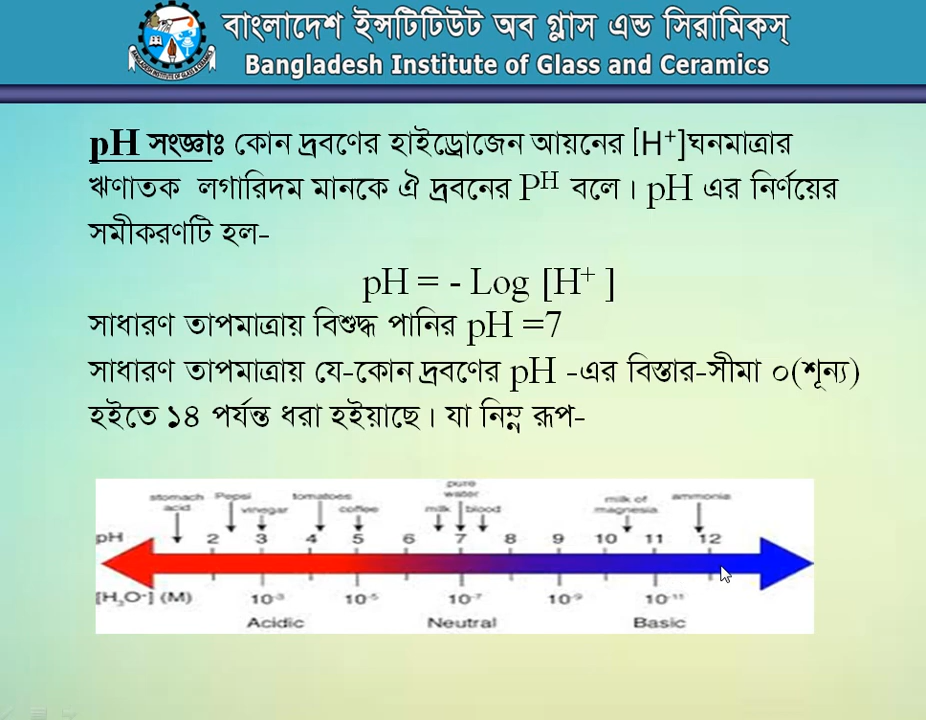 বাংলাদেশ ইন্সটিটিউট অব গ্লাস এন্ড সিরামিকস্
Bangladesh Institute of Glass and Ceramics
pH সংজ্ঞাঃ কোন দ্রবণের হাইড্রোজেন আয়নের [H⁺]ঘনমাত্রার
ঋণাতক লগারিদম মানকে ঐ দ্রবনের Pᴴ বলে। pH এর নির্ণয়ের
সমীকরণটি হল-
pH = - Log [H⁺ ]
সাধারণ তাপমাত্রায় বিশুদ্ধ পানির pH =7
সাধারণ তাপমাত্রায় যে-কোন দ্রবণের pH -এর বিস্তার-সীমা ০(শূন্য)
হইতে ১৪ পর্যন্ত ধরা হইয়াছে। যা নিম্ন রূপ-
pure
stomach Pepsi tomatoes water milk of ammonia
acid vinegar coffee milk blood magnesia
pH 2 3 4 5 6 7 8 9 10 11 12
[H₃O⁻] (M) 10⁻³ 10⁻⁵ 10⁻⁷ 10⁻⁹ 10⁻¹¹
Acidic Neutral Basic